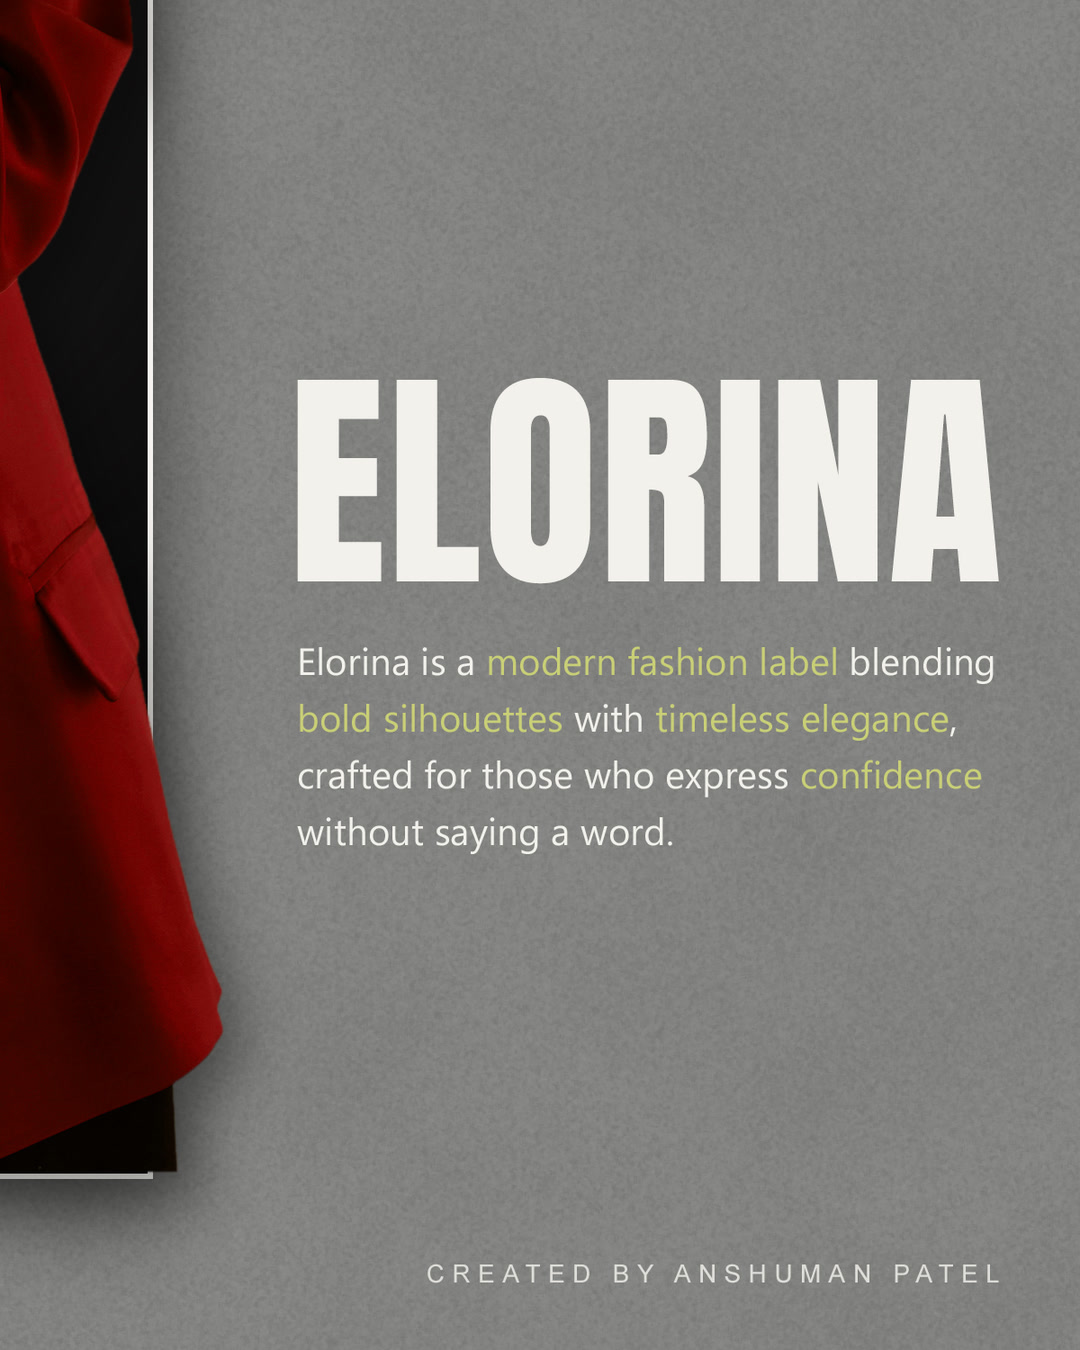 ELORINA
Elorina is a modern fashion label blending
bold silhouettes with timeless elegance,
crafted for those who express confidence
without saying a word.
CREATED BY ANSHUMAN PATEL